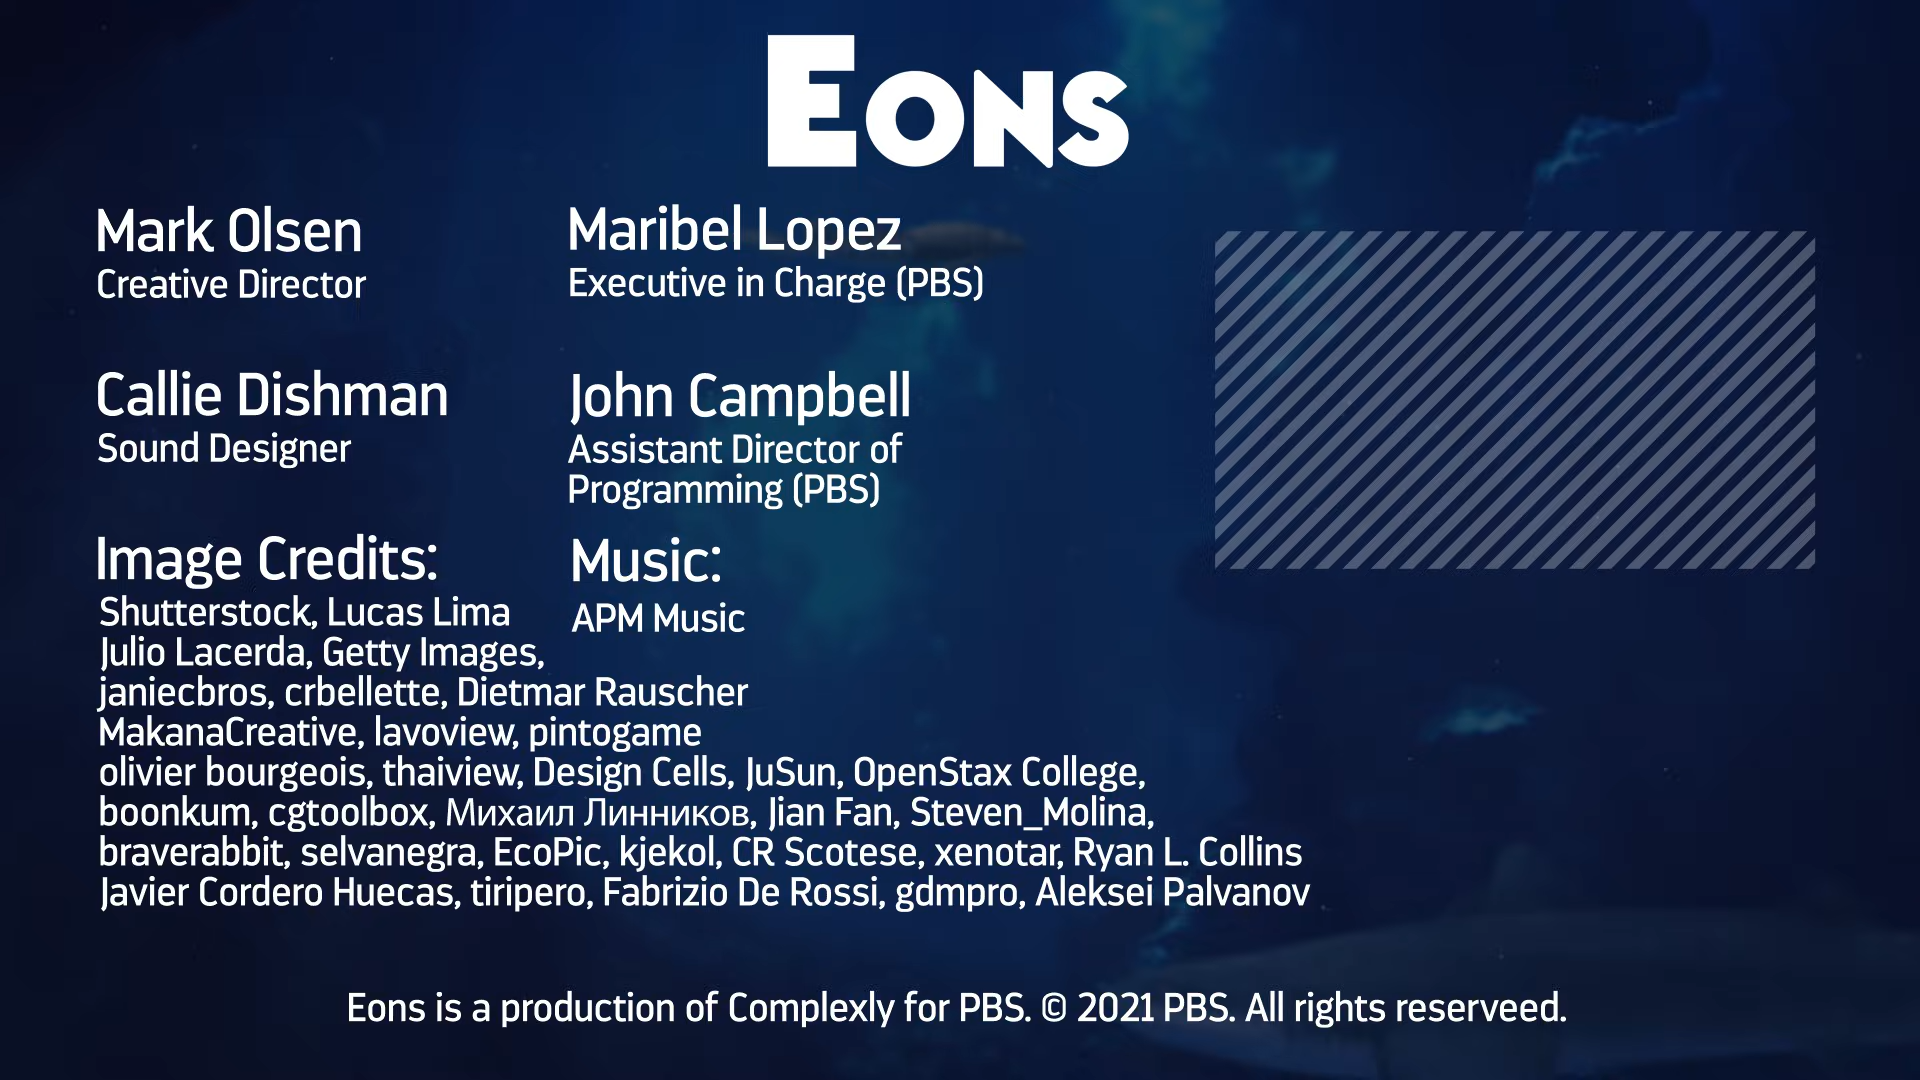 Eons
Mark Olsen
Creative Director
Maribel Lopez
Executive in Charge (PBS)
Callie Dishman
Sound Designer
John Campbell
Assistant Director of
Programming (PBS)
Image Credits:
Shutterstock, Lucas Lima
Julio Lacerda, Getty Images,
janiecbros, crbellette, Dietmar Rauscher
MakanaCreative, lavoview, pintogame
olivier bourgeois, thaiview, Design Cells, JuSun, OpenStax College,
boonkum, cgtoolbox, Михаил Линников, Jian Fan, Steven_Molina,
braverabbit, selvanegra, EcoPic, kjekol, CR Scotese, xenotar, Ryan L. Collins
Javier Cordero Huecas, tiripero, Fabrizio De Rossi, gdmpro, Aleksei Palvanov
Music:
APM Music
Eons is a production of Complexly for PBS. © 2021 PBS. All rights reserveed.